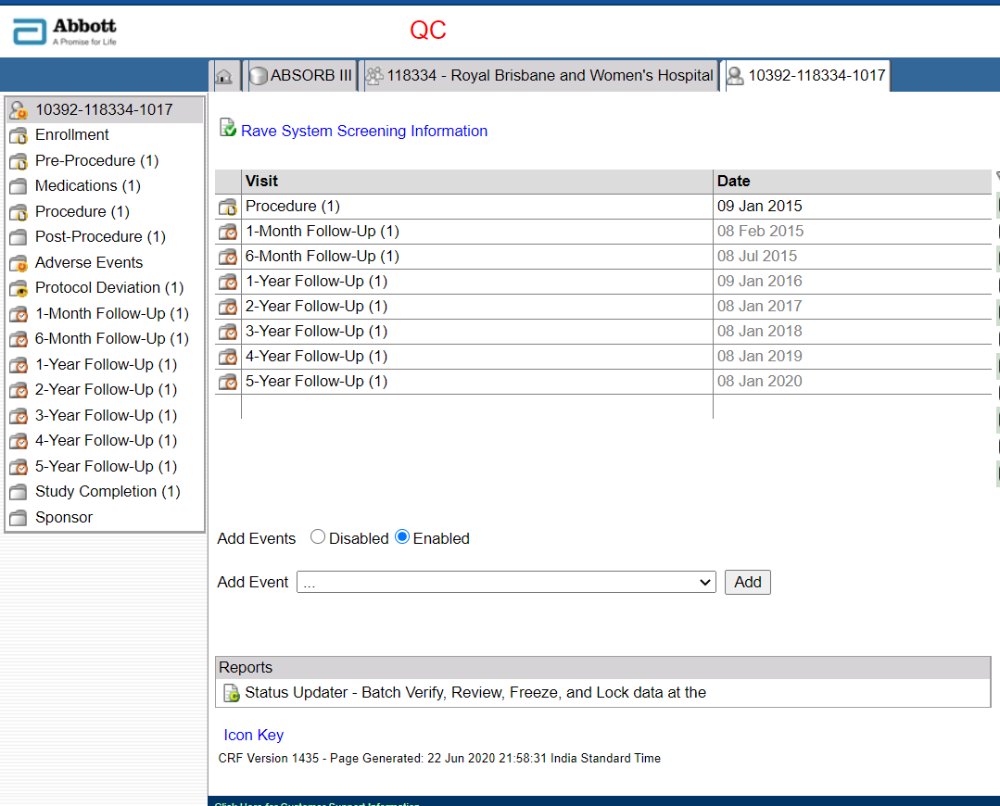 Abbott
A Promise for Life
QC
ABSORB III
118334 - Royal Brisbane and Women's Hospital
10392-118334-1017
10392-118334-1017
Enrollment
Pre-Procedure (1)
Medications (1)
Procedure (1)
Post-Procedure (1)
Adverse Events
Protocol Deviation (1)
1-Month Follow-Up (1)
6-Month Follow-Up (1)
1-Year Follow-Up (1)
2-Year Follow-Up (1)
3-Year Follow-Up (1)
4-Year Follow-Up (1)
5-Year Follow-Up (1)
Study Completion (1)
Sponsor
Rave System Screening Information
Visit Date
Procedure (1) 09 Jan 2015
1-Month Follow-Up (1) 08 Feb 2015
6-Month Follow-Up (1) 08 Jul 2015
1-Year Follow-Up (1) 09 Jan 2016
2-Year Follow-Up (1) 08 Jan 2017
3-Year Follow-Up (1) 08 Jan 2018
4-Year Follow-Up (1) 08 Jan 2019
5-Year Follow-Up (1) 08 Jan 2020
Add Events Disabled Enabled
Add Event ... Add
Reports
Status Updater - Batch Verify, Review, Freeze, and Lock data at the
Icon Key
CRF Version 1435 - Page Generated: 22 Jun 2020 21:58:31 India Standard Time
Click Here for Customer Support Information